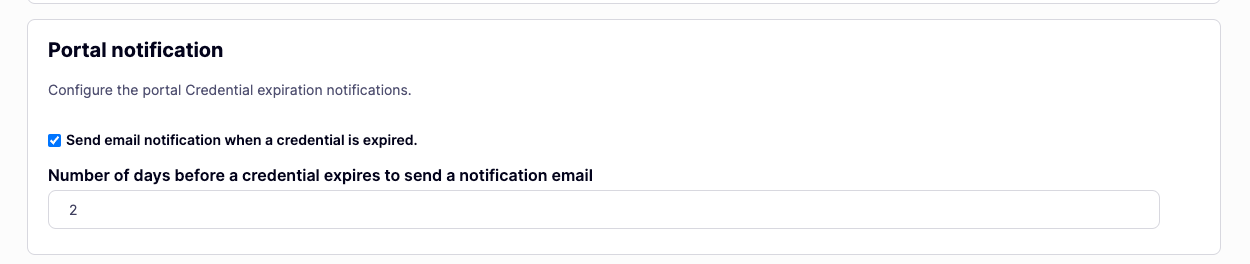 Portal notification
Configure the portal Credential expiration notifications.
Send email notification when a credential is expired.
Number of days before a credential expires to send a notification email
2